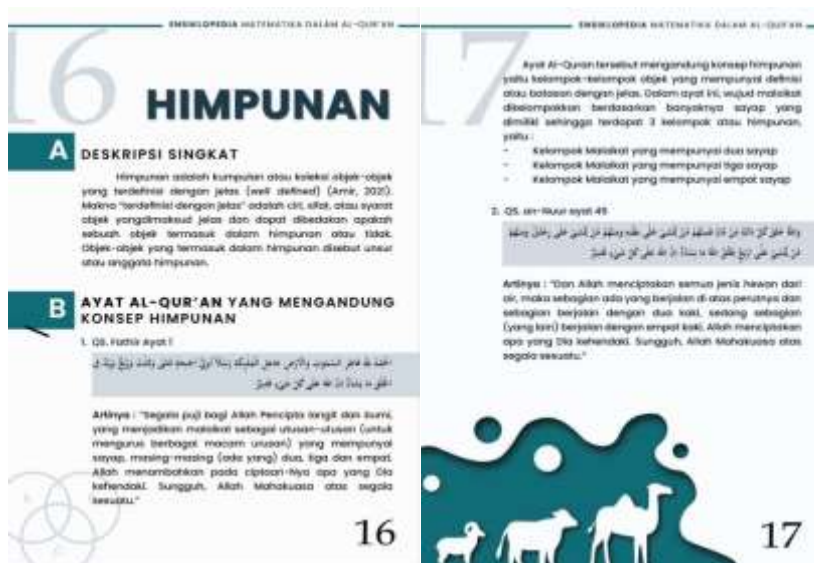 ENSIKLOPEDIA MATEMATIKA DALAM AL-QUR'AN
16
HIMPUNAN
A DESKRIPSI SINGKAT
Himpunan adalah kumpulan atau koleksi objek-objek
yang terdefinisi dengan jelas (well defined) (Amir, 2021).
Makna "terdefinisi dengan jelas" adalah ciri, sifat, atau syarat
objek yangdimaksud jelas dan dapat dibedakan apakah
sebuah objek termasuk dalam himpunan atau tidak.
Objek-objek yang termasuk dalam himpunan disebut unsur
atau anggota himpunan.
B AYAT AL-QUR'AN YANG MENGANDUNG
KONSEP HIMPUNAN
1. QS. Fathir Ayat 1
Artinya : "Segala puji bagi Allah Pencipta langit dan bumi,
yang menjadikan malaikat sebagai utusan-utusan (untuk
mengurus berbagai macam urusan) yang mempunyai
sayap, masing-masing (ada yang) dua, tiga dan empat.
Allah menambahkan pada ciptaan-Nya apa yang Dia
kehendaki. Sungguh, Allah Mahakuasa atas segala
sesuatu."
16
ENSIKLOPEDIA MATEMATIKA DALAM AL-QUR'AN
17
Ayat Al-Quran tersebut mengandung konsep himpunan
yaitu kelompok-kelompok objek yang mempunyai definisi
atau batasan dengan jelas. Dalam ayat ini, wujud malaikat
dikelompokkan berdasarkan banyaknya sayap yang
dimiliki sehingga terdapat 3 kelompok atau himpunan,
yaitu :
- Kelompok Malaikat yang mempunyai dua sayap
- Kelompok Malaikat yang mempunyai tiga sayap
- Kelompok Malaikat yang mempunyai empat sayap
2. QS. an-Nuur ayat 45
Artinya : "Dan Allah menciptakan semua jenis hewan dari
air, maka sebagian ada yang berjalan di atas perutnya dan
sebagian berjalan dengan dua kaki, sedang sebagian
(yang lain) berjalan dengan empat kaki. Allah menciptakan
apa yang Dia kehendaki. Sungguh, Allah Mahakuasa atas
segala sesuatu."
17